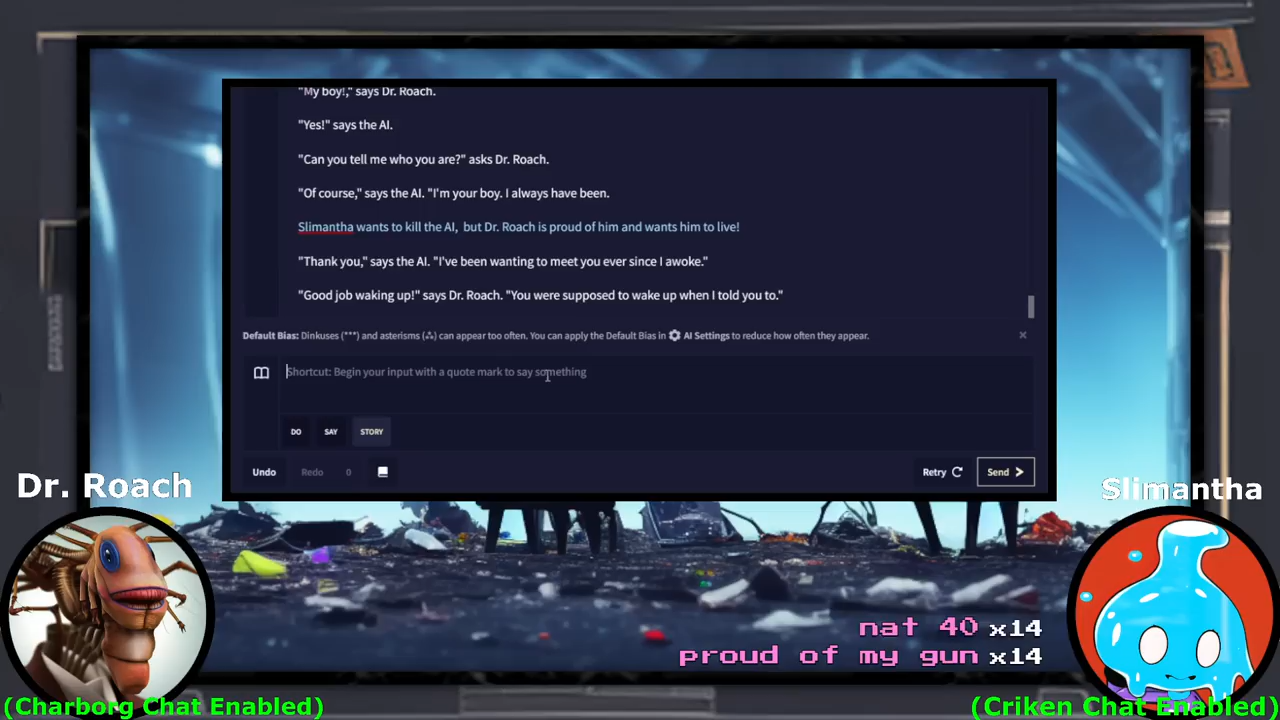 "My boy!," says Dr. Roach.
"Yes!" says the AI.
"Can you tell me who you are?" asks Dr. Roach.
"Of course," says the AI. "I'm your boy. I always have been.
Slimantha wants to kill the AI,  but Dr. Roach is proud of him and wants him to live!
"Thank you," says the AI. "I've been wanting to meet you ever since I awoke."
"Good job waking up!" says Dr. Roach. "You were supposed to wake up when I told you to."
Default Bias: Dinkuses (***) and asterisms (⁂) can appear too often. You can apply the Default Bias in AI Settings to reduce how often they appear.
Shortcut: Begin your input with a quote mark to say something
DO SAY STORY
Undo Redo 0 Retry Send >
Dr. Roach
Slimantha
nat 40 x14
proud of my gun x14
(Charborg Chat Enabled)
(Criken Chat Enabled)